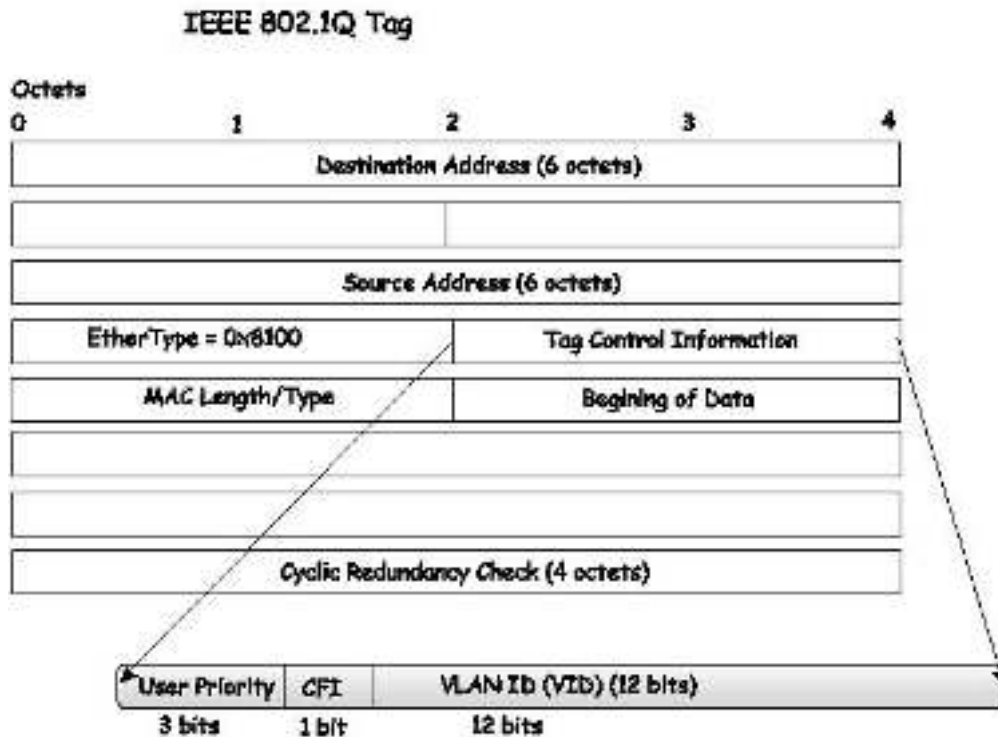 IEEE 802.1Q Tag
Octets
0 1 2 3 4
Destination Address (6 octets)
Source Address (6 octets)
EtherType = 0x8100 Tag Control Information
MAC Length/Type Begining of Data
Cyclic Redundancy Check (4 octets)
User Priority CFI VLAN ID (VID) (12 bits)
3 bits 1 bit 12 bits